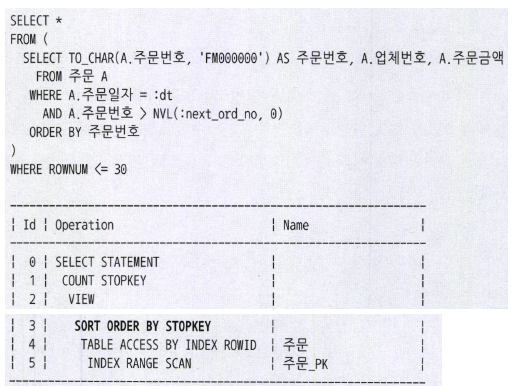 SELECT *
FROM (
  SELECT TO_CHAR(A.주문번호, 'FM000000') AS 주문번호, A.업체번호, A.주문금액
    FROM 주문 A
   WHERE A.주문일자 = :dt
     AND A.주문번호 > NVL(:next_ord_no, 0)
   ORDER BY 주문번호
)
WHERE ROWNUM <= 30
-------------------------------------------------------------
| Id | Operation                      | Name                |
-------------------------------------------------------------
|  0 | SELECT STATEMENT               |                     |
|  1 |  COUNT STOPKEY                 |                     |
|  2 |   VIEW                         |                     |
|  3 |    SORT ORDER BY STOPKEY       |                     |
|  4 |     TABLE ACCESS BY INDEX ROWID | 주문                |
|  5 |      INDEX RANGE SCAN          | 주문_PK             |
-------------------------------------------------------------